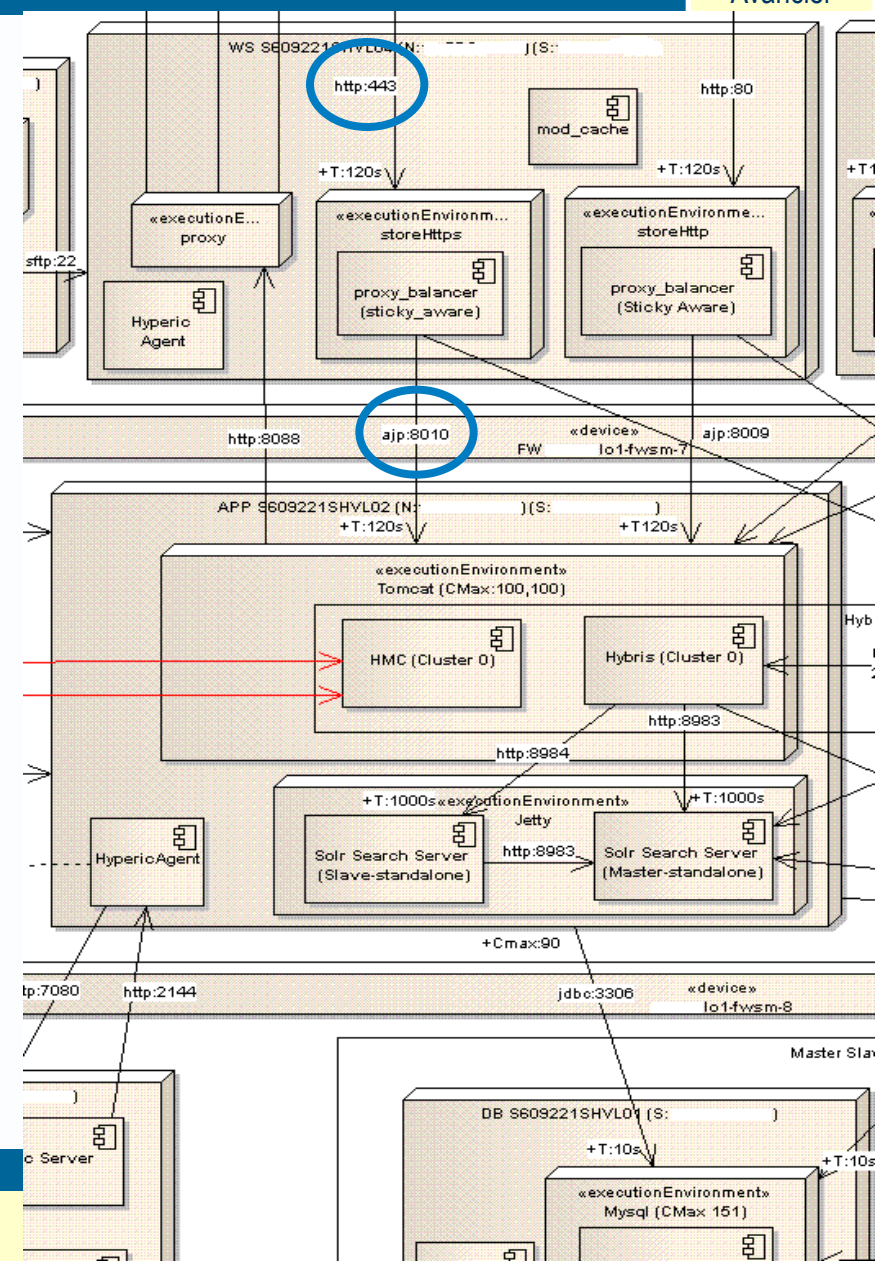 WS S609221SHVL04 (N: )(S:
)
http:443
http:80
mod_cache
+T:120s
+T:120s
+T1
«executionE...
proxy
«executionEnvironm...
storeHttps
«executionEnvironme...
storeHttp
sftp:22
proxy_balancer
(sticky_aware)
proxy_balancer
(Sticky Aware)
Hyperic
Agent
http:8088
ajp:8010
«device»
FW lo1-fwsm-7
ajp:8009
APP S609221SHVL02 (N: )(S: )
+T:120s
+T120s
«executionEnvironment»
Tomcat (CMax:100,100)
Hyb
HMC (Cluster 0)
Hybris (Cluster 0)
2
http:8983
http:8984
+T:1000s
«executionEnvironment»
Jetty
+T:1000s
HypericAgent
Solr Search Server
(Slave-standalone)
http:8983
Solr Search Server
(Master-standalone)
+Cmax:90
tp:7080
http:2144
jdbc:3306
«device»
lo1-fwsm-8
Master Slav
)
DB S609221SHVL01 (S: )
c Server
+T:10s
+T:10s
«executionEnvironment»
Mysql (CMax 151)